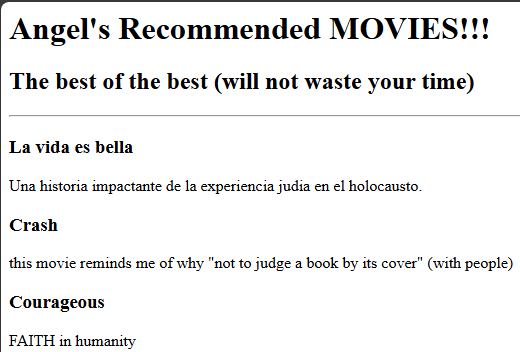 Angel's Recommended MOVIES!!!
The best of the best (will not waste your time)
La vida es bella
Una historia impactante de la experiencia judia en el holocausto.
Crash
this movie reminds me of why "not to judge a book by its cover" (with people)
Courageous
FAITH in humanity